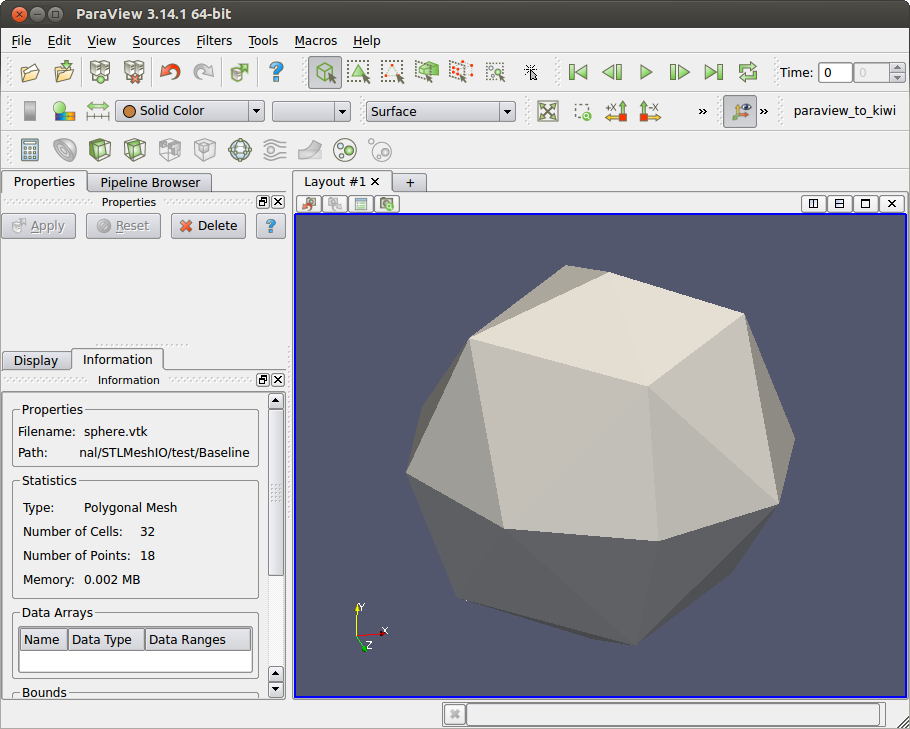 ParaView 3.14.1 64-bit
File Edit View Sources Filters Tools Macros Help
Time: 0 0
Solid Color Surface +X -X » » paraview_to_kiwi
Properties Pipeline Browser Layout #1 +
Properties
Apply Reset Delete ?
Display Information
Information
Properties
Filename: sphere.vtk
Path: nal/STLMeshIO/test/Baseline
Statistics
Type: Polygonal Mesh
Number of Cells: 32
Number of Points: 18
Memory: 0.002 MB
Data Arrays
Name Data Type Data Ranges
Bounds
Y
X
Z